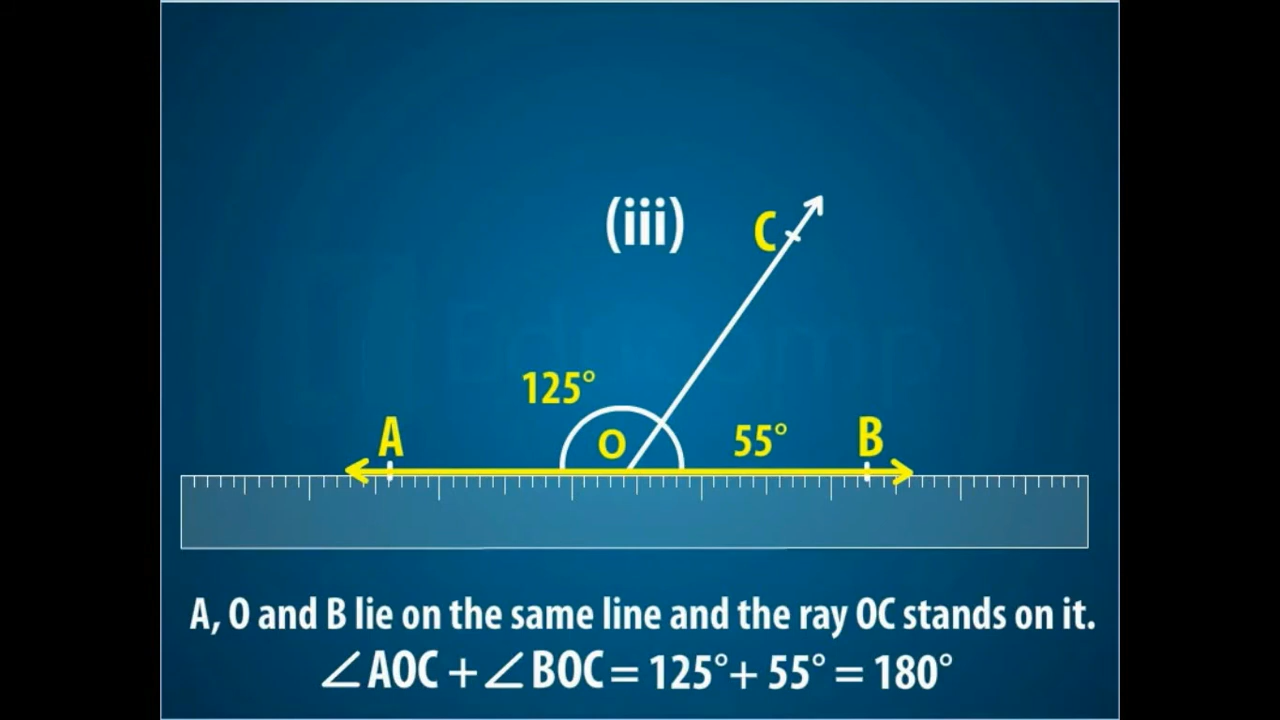 (iii)
C
125°
A
O
55°
B
A, O and B lie on the same line and the ray OC stands on it.
∠AOC + ∠BOC = 125°+ 55° = 180°